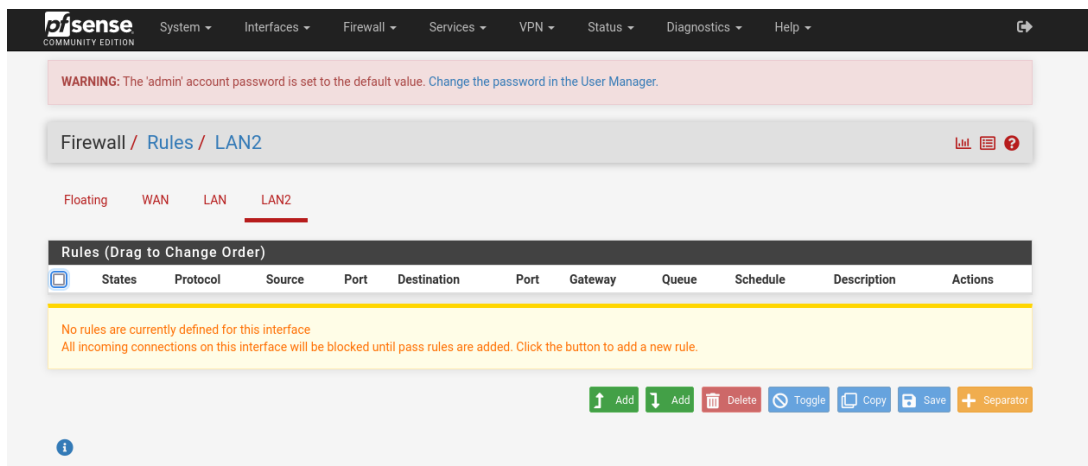 pfsense
COMMUNITY EDITION
System Interfaces Firewall Services VPN Status Diagnostics Help
WARNING: The 'admin' account password is set to the default value. Change the password in the User Manager.
Firewall / Rules / LAN2
Floating WAN LAN LAN2
Rules (Drag to Change Order)
States Protocol Source Port Destination Port Gateway Queue Schedule Description Actions
No rules are currently defined for this interface
All incoming connections on this interface will be blocked until pass rules are added. Click the button to add a new rule.
Add Add Delete Toggle Copy Save Separator